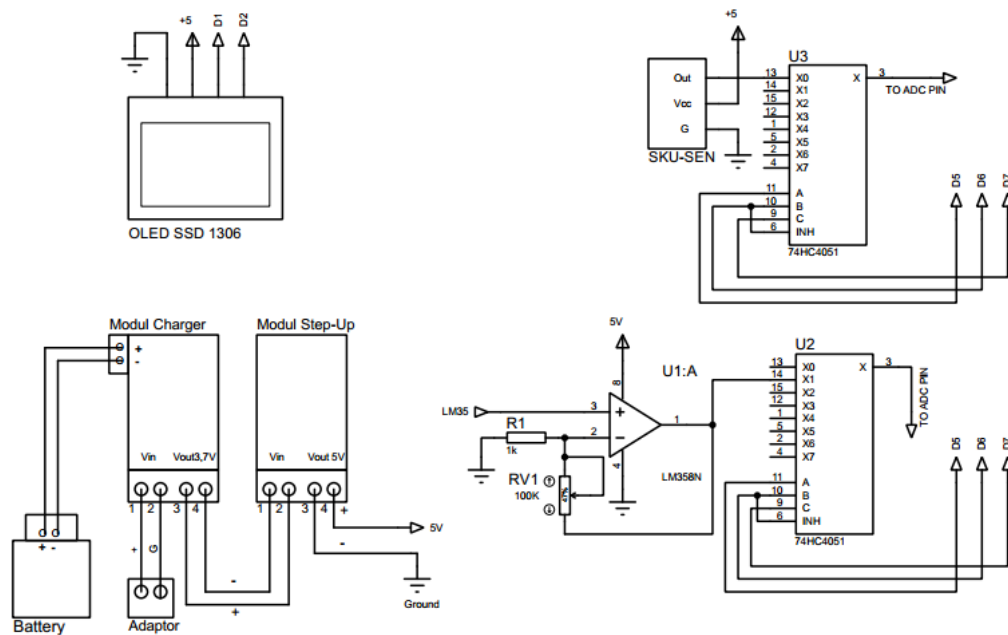 +5
D1
D2
OLED SSD 1306
+5
U3
Out
Vcc
G
SKU-SEN
13 X0
14 X1
15 X2
12 X3
1 X4
5 X5
2 X6
4 X7
11 A
10 B
9 C
6 INH
X 3
TO ADC PIN
74HC4051
D5
D6
D7
Modul Charger
+
-
Vin Vout3,7V
1 2 3 4
Modul Step-Up
Vin Vout 5V
1 2 3 4 +
+ G
-
+
5V
-
Ground
+ -
Battery
Adaptor
5V
U1:A
LM35
3 +
2 -
8
4
1
LM358N
R1
1k
RV1
100K
47%
U2
13 X0
14 X1
15 X2
12 X3
1 X4
5 X5
2 X6
4 X7
11 A
10 B
9 C
6 INH
X 3
TO ADC PIN
74HC4051
D5
D6
D7